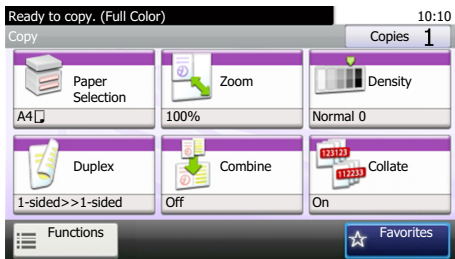 Ready to copy. (Full Color)
10:10
Copy
Copies 1
Paper
Selection
A4
Zoom
100%
Density
Normal 0
Duplex
1-sided>>1-sided
Combine
Off
123123
112233
Collate
On
Functions
Favorites